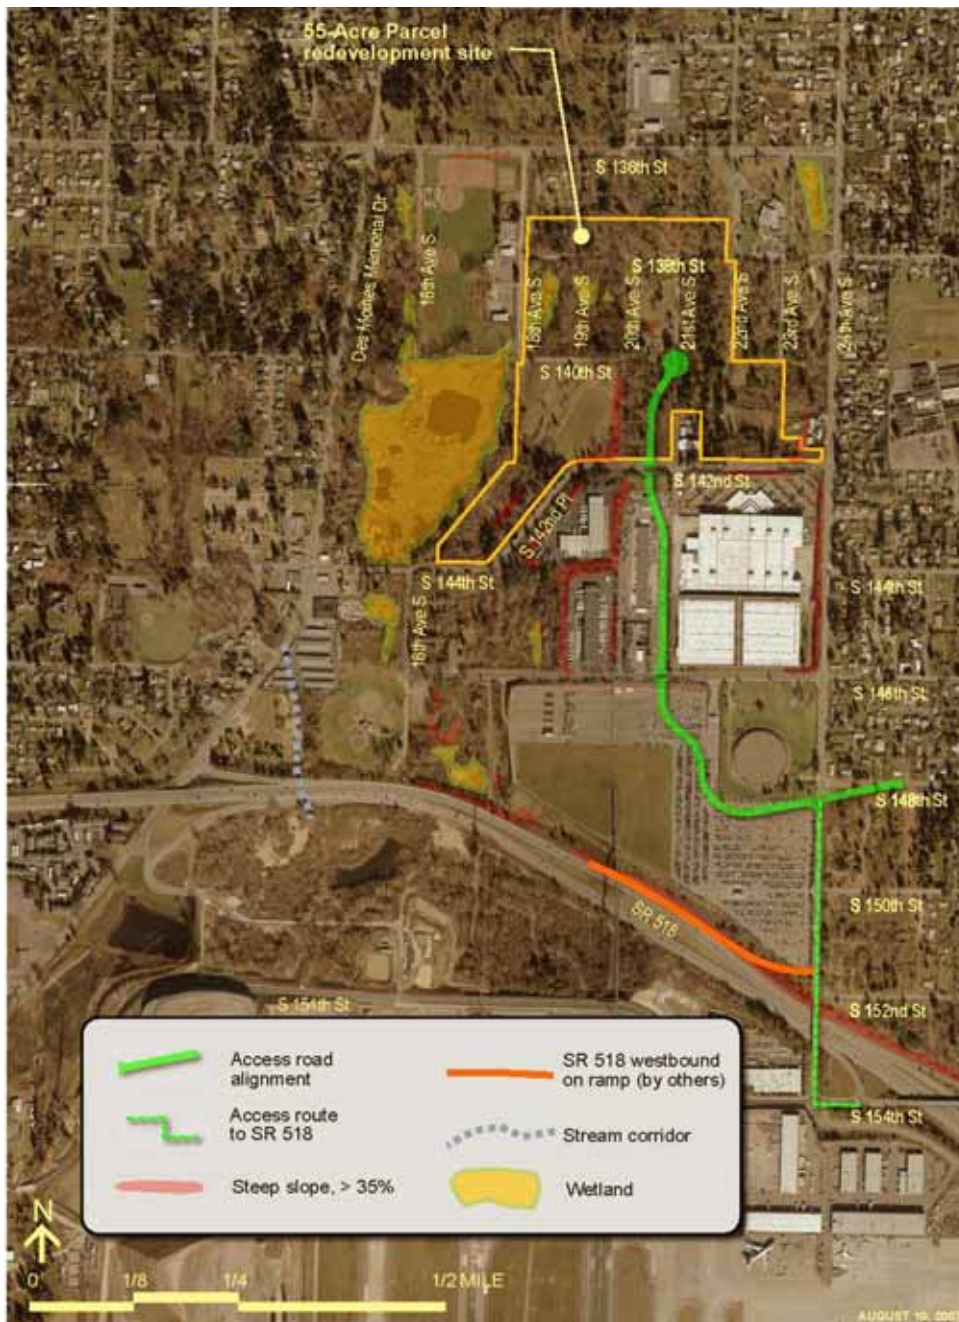 55-Acre Parcel
redevelopment site
S 136th St
Des Moines Memorial Dr
16th Ave S
S 138th St
18th Ave S
19th Ave S
20th Ave S
21st Ave S
22nd Ave S
23rd Ave S
24th Ave S
S 140th St
S 142nd St
S 142nd Pl
S 144th St
S 144th St
16th Ave S
S 146th St
S 148th St
S 150th St
SR 518
S 152nd St
S 154th St
S 154th St
Access road
alignment
SR 518 westbound
on ramp (by others)
Access route
to SR 518
Stream corridor
Steep slope, > 35%
Wetland
N
0 1/8 1/4 1/2 MILE